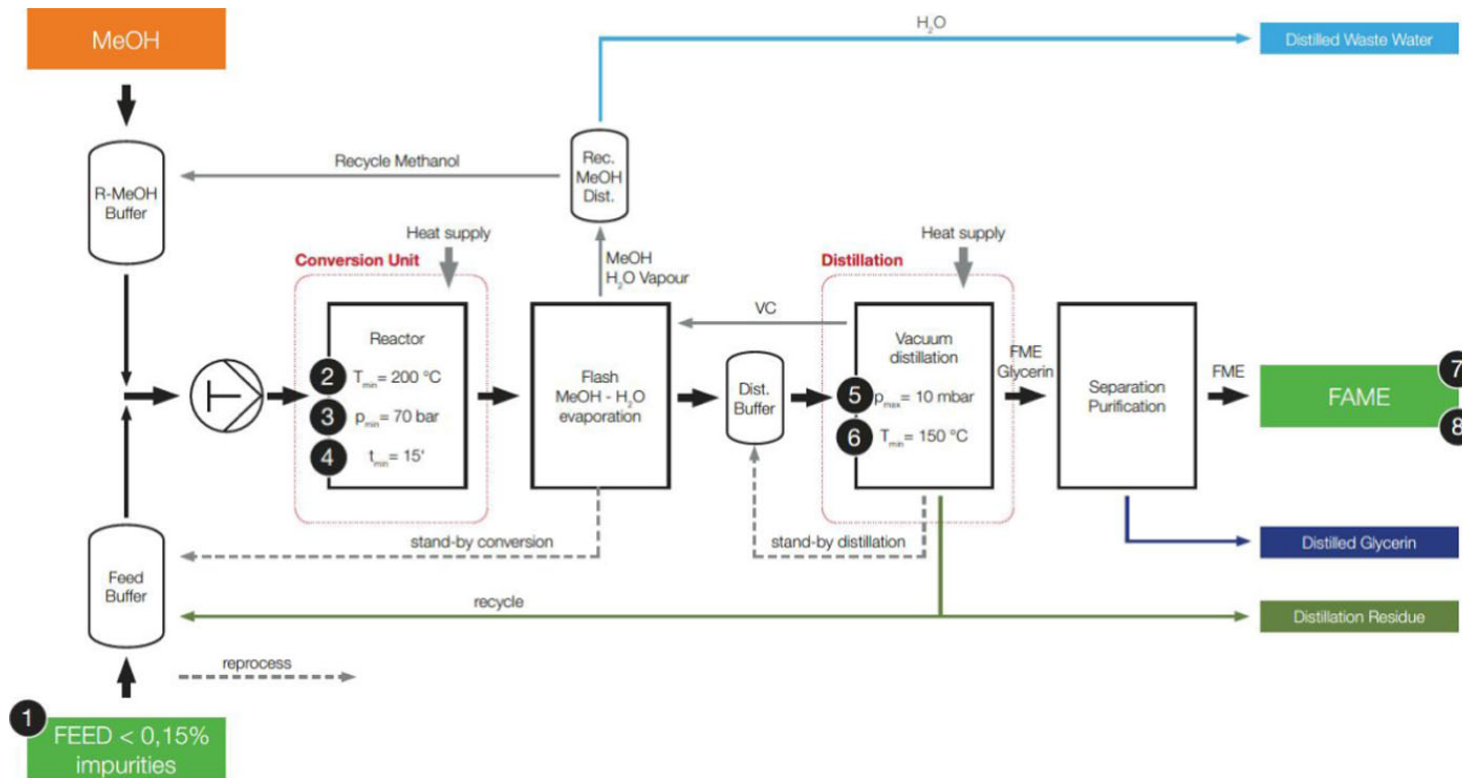 MeOH
H₂O
Distilled Waste Water
R-MeOH
Buffer
Recycle Methanol
Rec.
MeOH
Dist.
Heat supply
Conversion Unit
MeOH
H₂O Vapour
Heat supply
Distillation
Reactor
2 Tmin= 200 °C
3 pmin= 70 bar
4 tmin= 15'
Flash
MeOH - H₂O
evaporation
VC
Dist.
Buffer
Vacuum
distillation
5 pmax= 10 mbar
6 Tmin= 150 °C
FME
Glycerin
Separation
Purification
FME
FAME
7
8
stand-by conversion
stand-by distillation
Distilled Glycerin
Feed
Buffer
recycle
Distillation Residue
reprocess
1
FEED < 0,15%
impurities